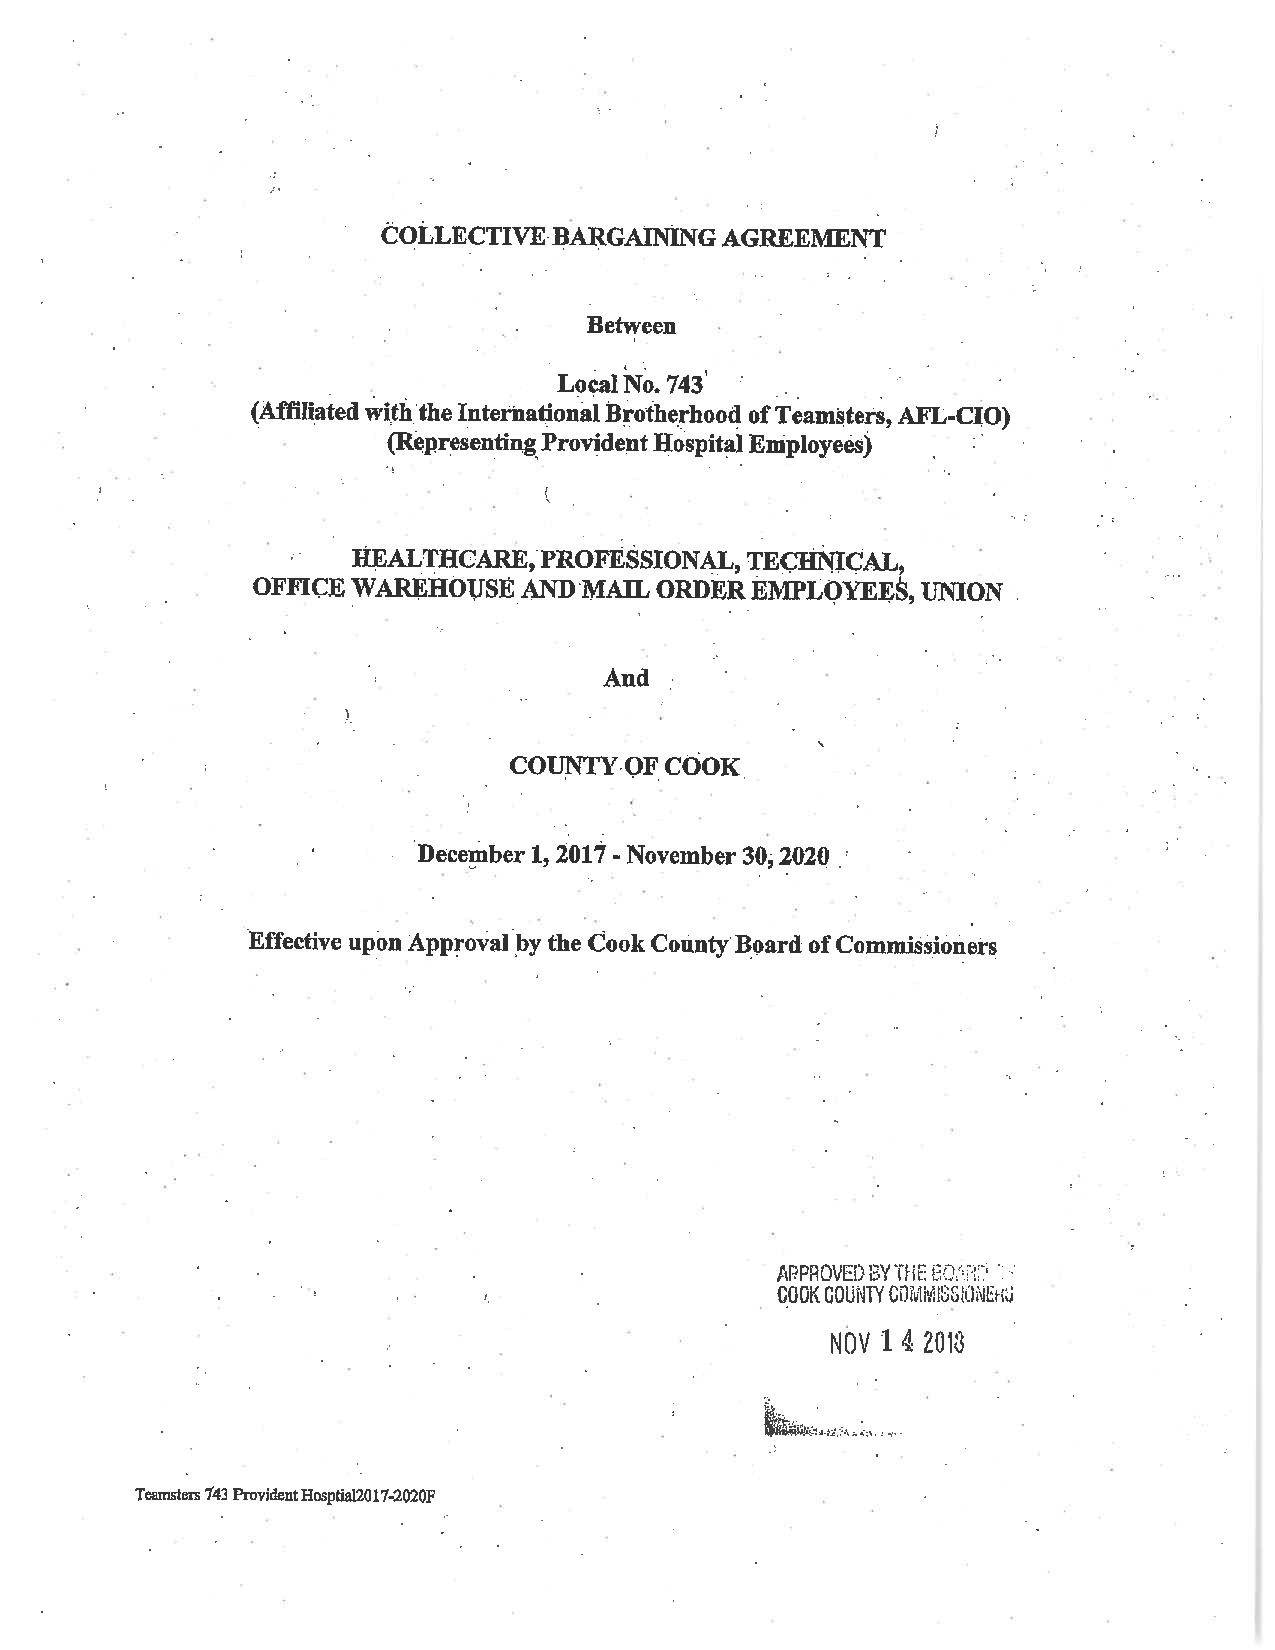 COLLECTIVE BARGAINING AGREEMENT
Between
Local No. 743
(Affiliated with the International Brotherhood of Teamsters, AFL-CIO)
(Representing Provident Hospital Employees)
HEALTHCARE, PROFESSIONAL, TECHNICAL,
OFFICE WAREHOUSE AND MAIL ORDER EMPLOYEES, UNION
And
COUNTY OF COOK
December 1, 2017 - November 30, 2020
Effective upon Approval by the Cook County Board of Commissioners
APPROVED BY THE BOARD
COOK COUNTY COMMISSIONERS
NOV 14 2018
Teamsters 743 Provident Hosptial2017-2020F